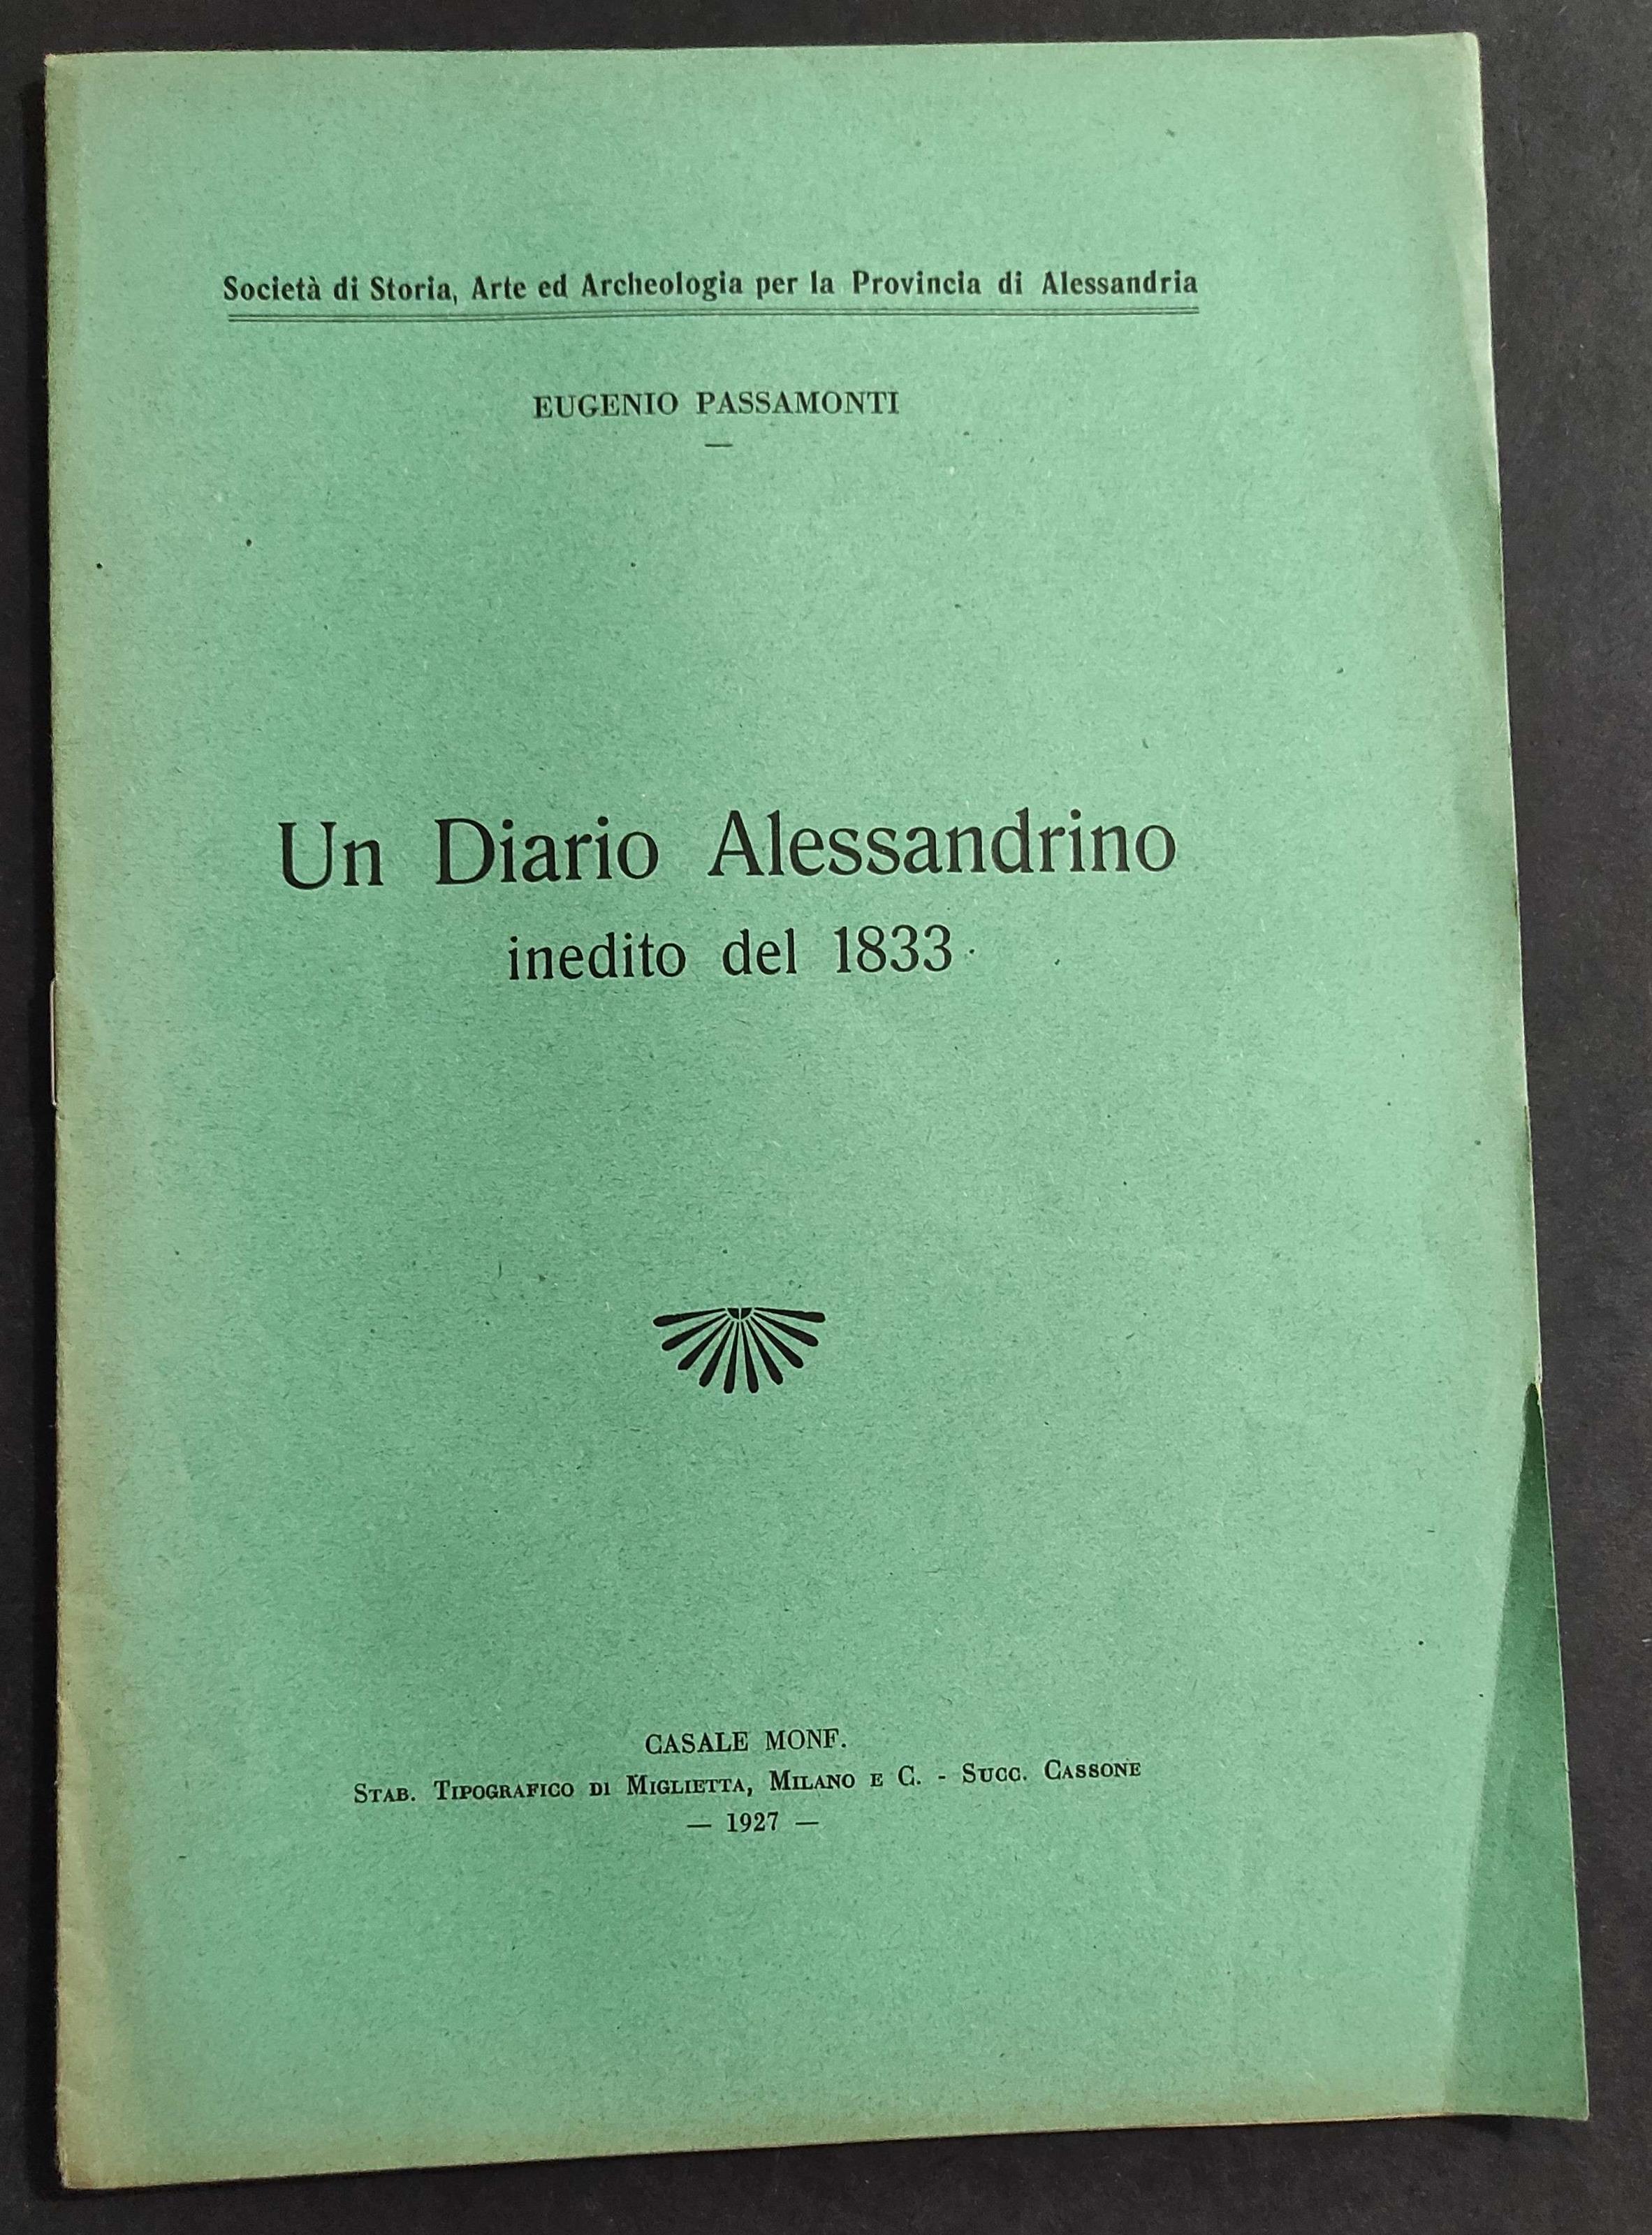 Società di Storia, Arte ed Archeologia per la Provincia di Alessandria
EUGENIO PASSAMONTI
—
Un Diario Alessandrino
inedito del 1833
CASALE MONF.
STAB. TIPOGRAFICO DI MIGLIETTA, MILANO E C. - SUCC. CASSONE
— 1927 —